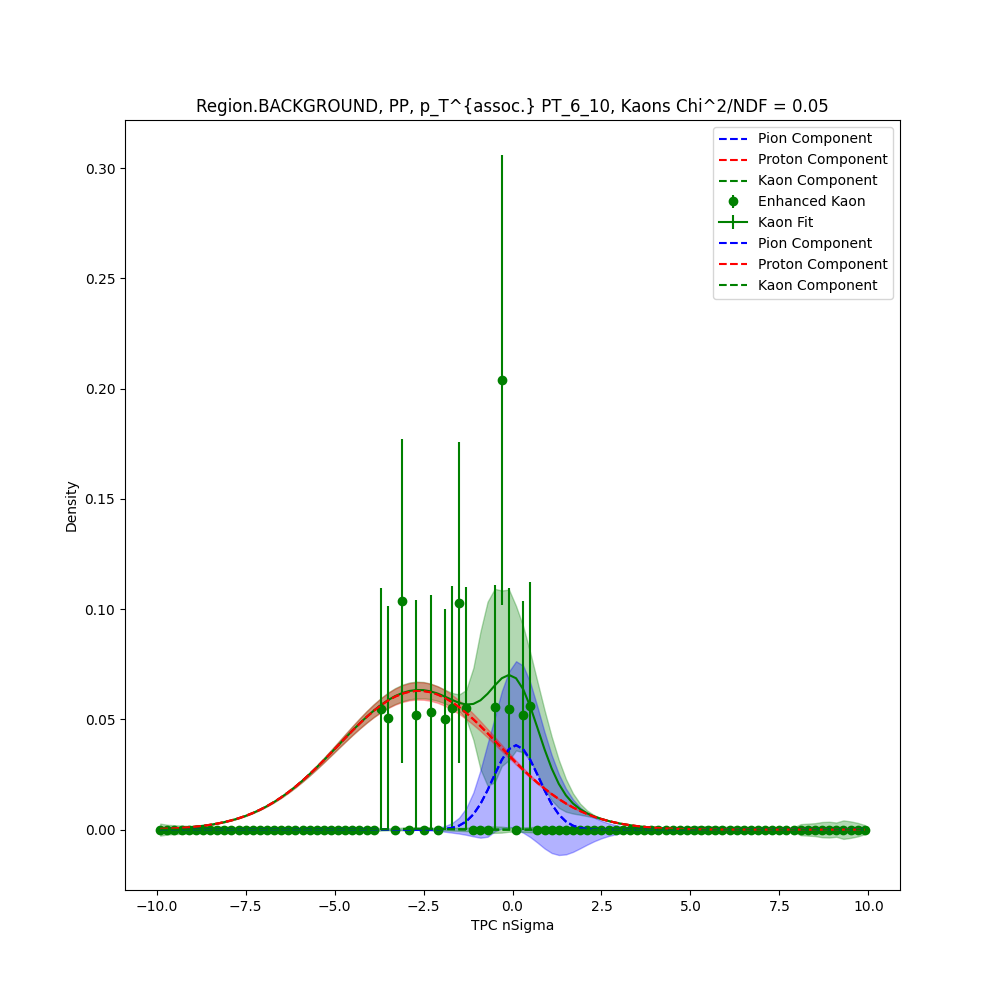 Region.BACKGROUND, PP, p_T^{assoc.} PT_6_10, Kaons Chi^2/NDF = 0.05
Pion Component
Proton Component
Kaon Component
Enhanced Kaon
Kaon Fit
Pion Component
Proton Component
Kaon Component
0.30
0.25
0.20
0.15
0.10
0.05
0.00
Density
−10.0 −7.5 −5.0 −2.5 0.0 2.5 5.0 7.5 10.0
TPC nSigma